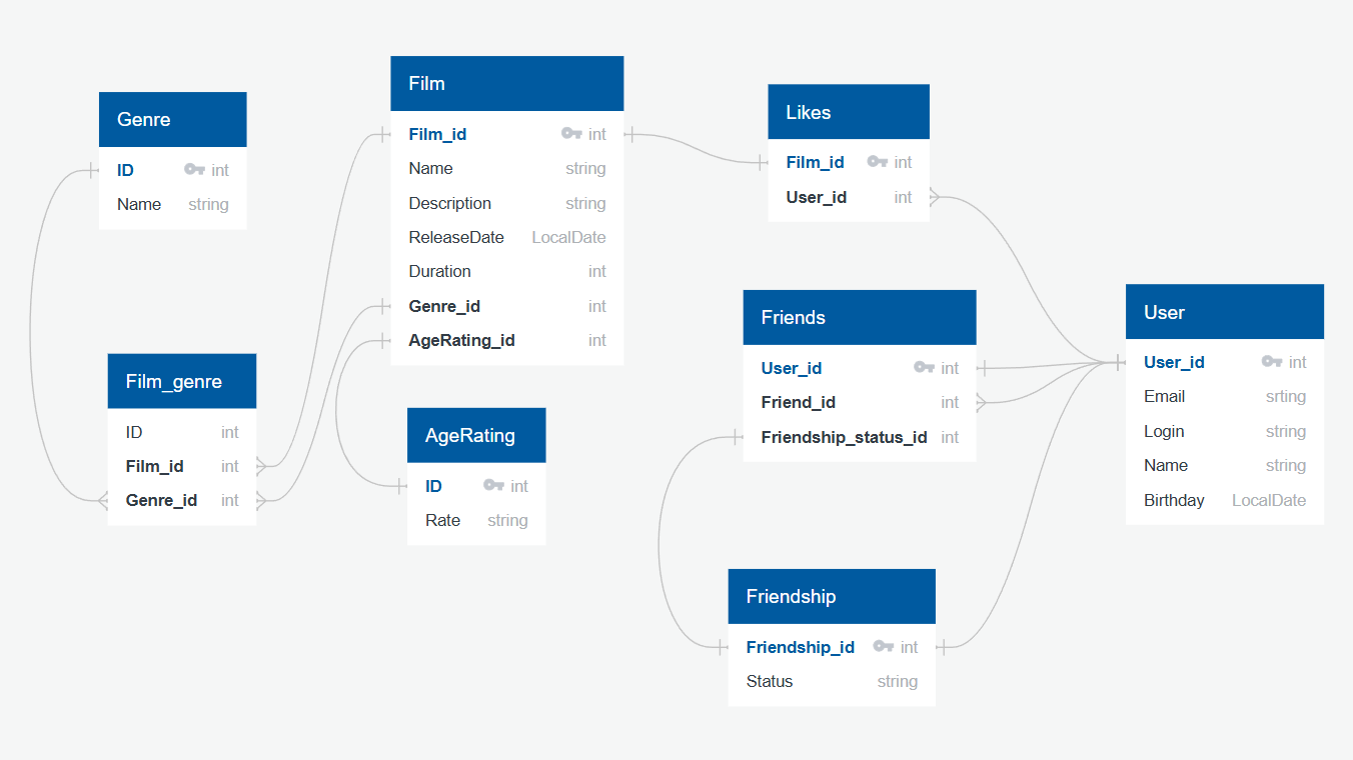 Genre
ID int
Name string
Film
Film_id int
Name string
Description string
ReleaseDate LocalDate
Duration int
Genre_id int
AgeRating_id int
Likes
Film_id int
User_id int
Friends
User_id int
Friend_id int
Friendship_status_id int
User
User_id int
Email srting
Login string
Name string
Birthday LocalDate
Film_genre
ID int
Film_id int
Genre_id int
AgeRating
ID int
Rate string
Friendship
Friendship_id int
Status string